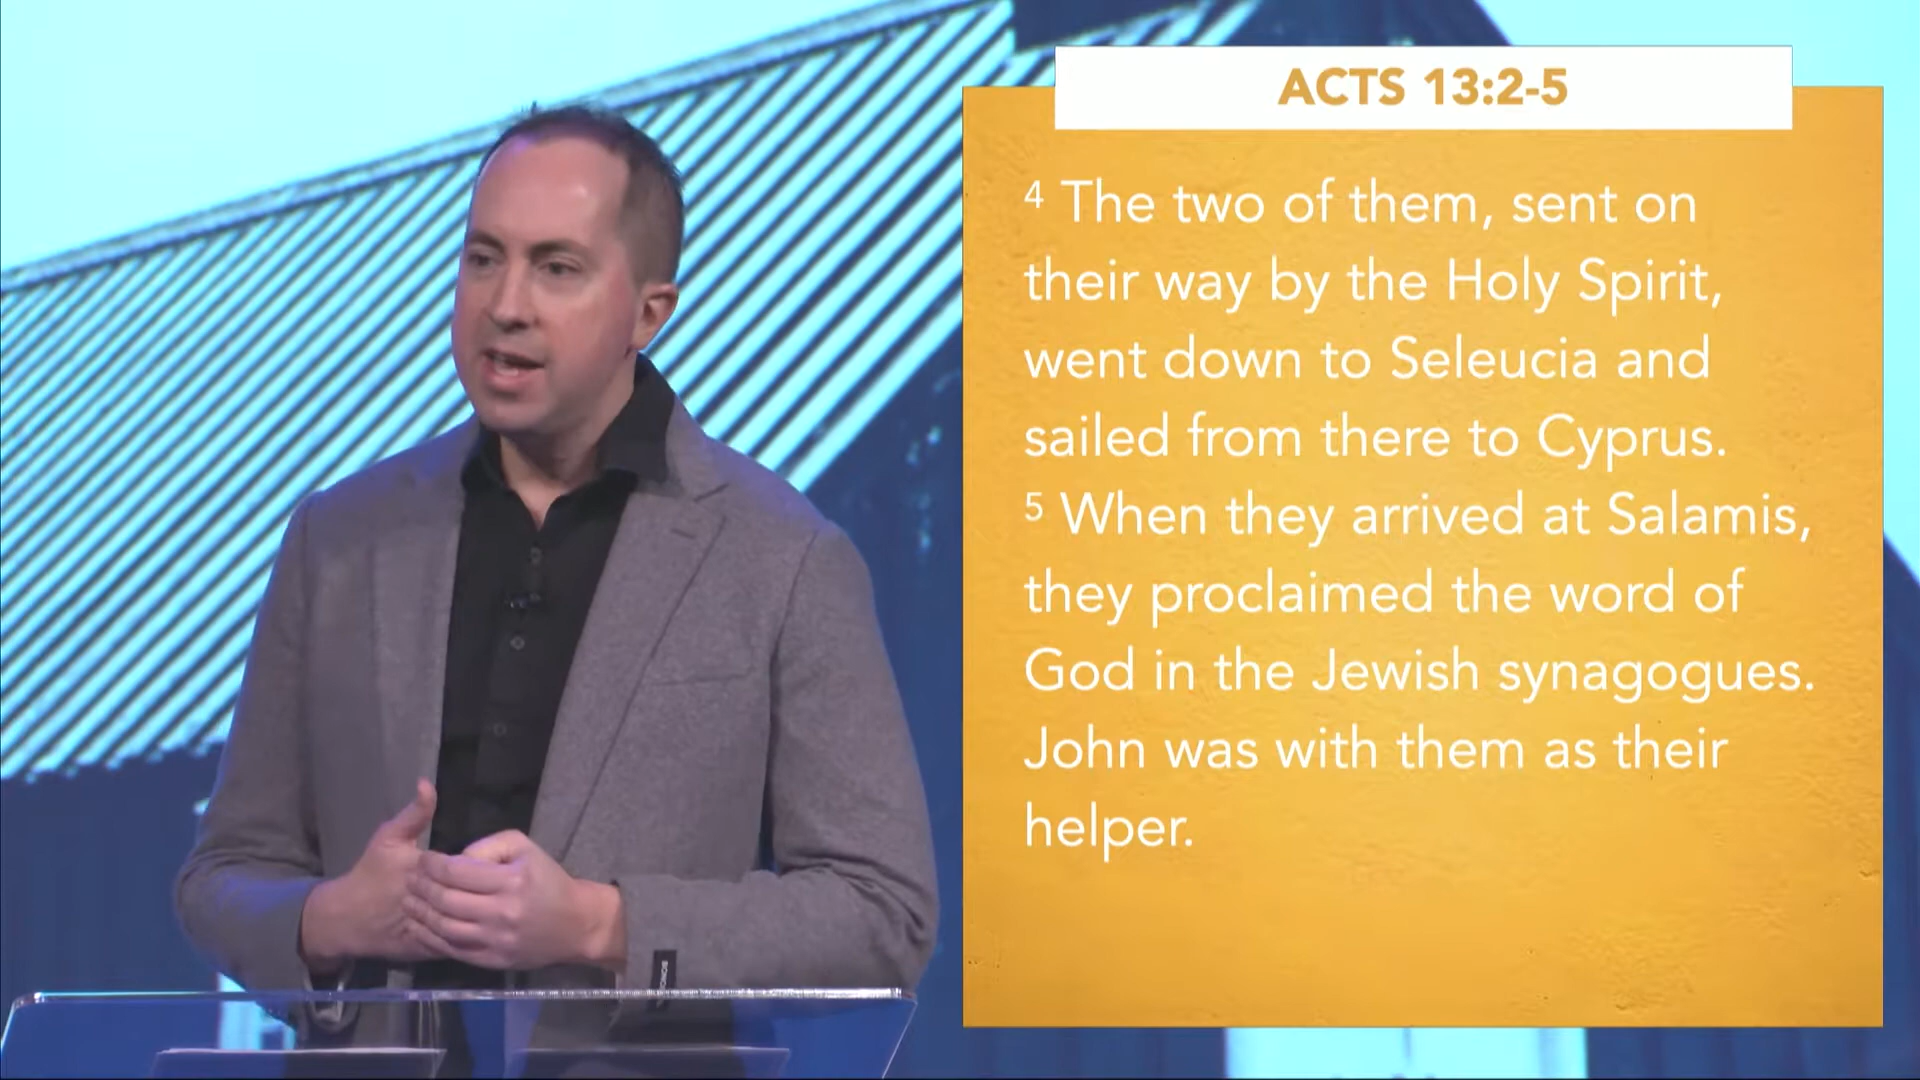 ACTS 13:2-5
4 The two of them, sent on
their way by the Holy Spirit,
went down to Seleucia and
sailed from there to Cyprus.
5 When they arrived at Salamis,
they proclaimed the word of
God in the Jewish synagogues.
John was with them as their
helper.